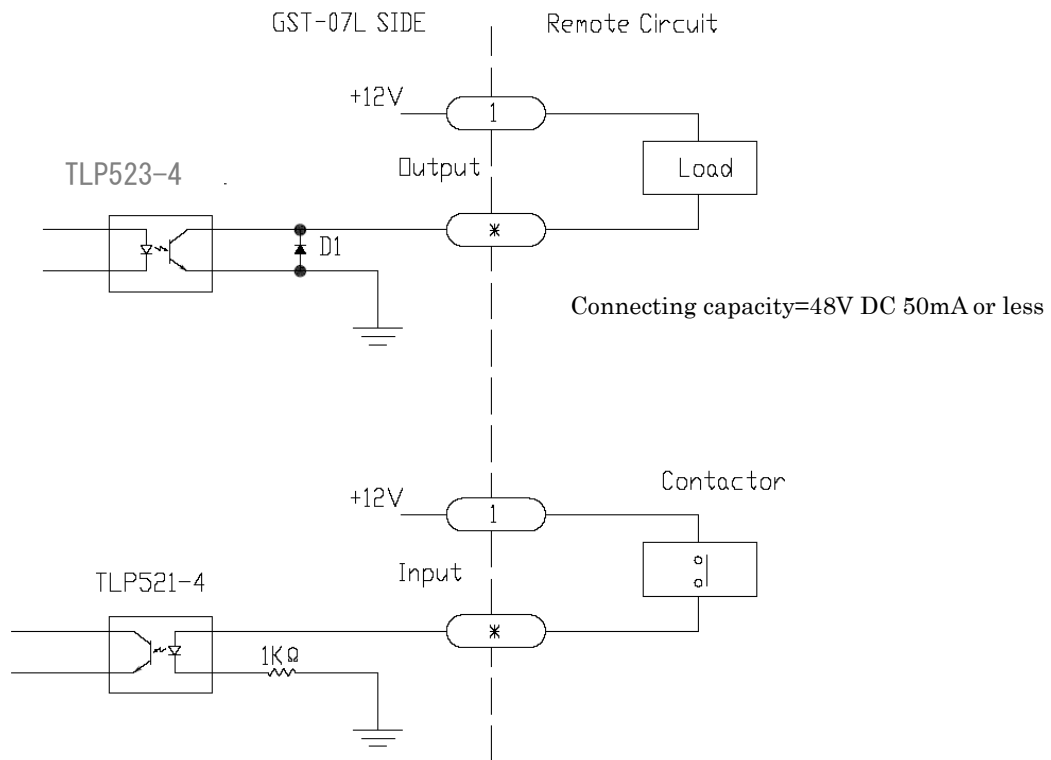 GST-07L SIDE
Remote Circuit
+12V
1
Output
Load
TLP523-4
*
D1
Connecting capacity=48V DC 50mA or less
Contactor
+12V
1
Input
TLP521-4
*
1KΩ